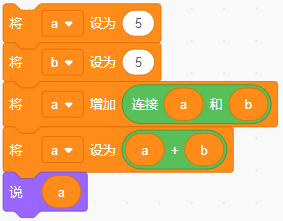 将 a 设为 5
将 b 设为 5
将 a 增加 连接 a 和 b
将 a 设为 a + b
说 a